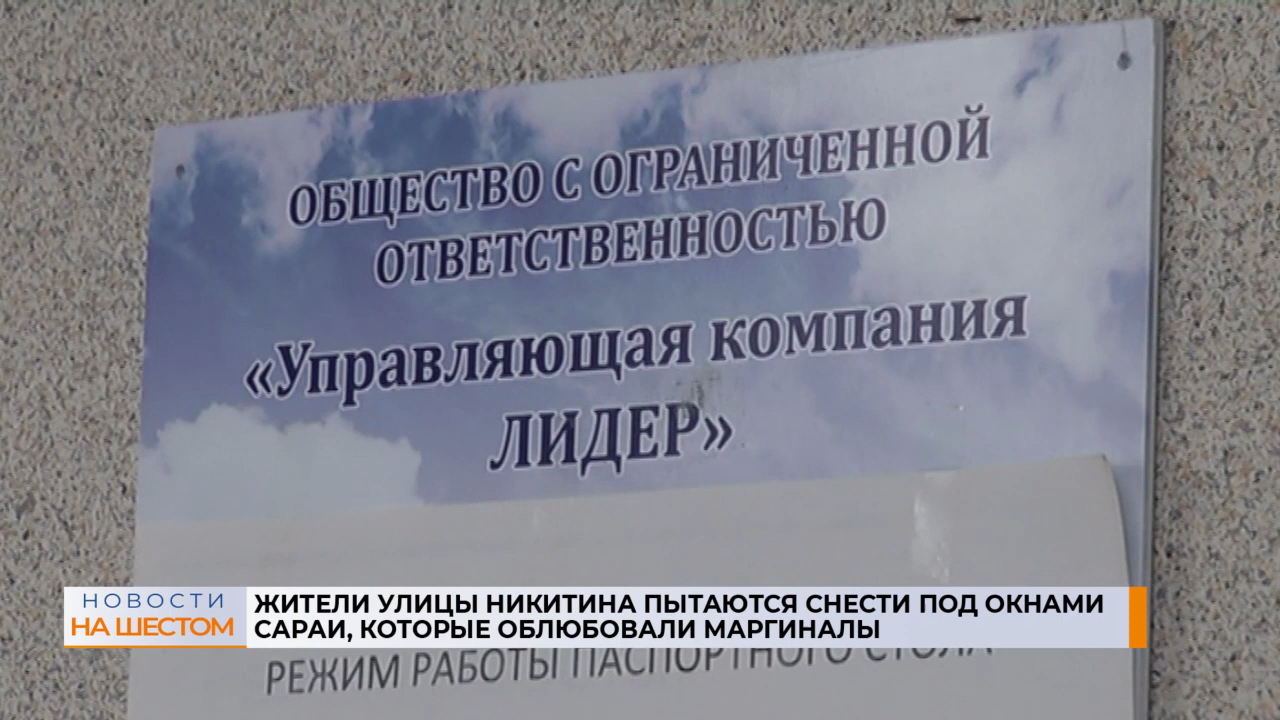 ОБЩЕСТВО С ОГРАНИЧЕННОЙ
ОТВЕТСТВЕННОСТЬЮ
«Управляющая компания
ЛИДЕР»
НОВОСТИ
НА ШЕСТОМ
ЖИТЕЛИ УЛИЦЫ НИКИТИНА ПЫТАЮТСЯ СНЕСТИ ПОД ОКНАМИ
САРАИ, КОТОРЫЕ ОБЛЮБОВАЛИ МАРГИНАЛЫ
РЕЖИМ РАБОТЫ ПАСПОРТНОГО СТОЛА